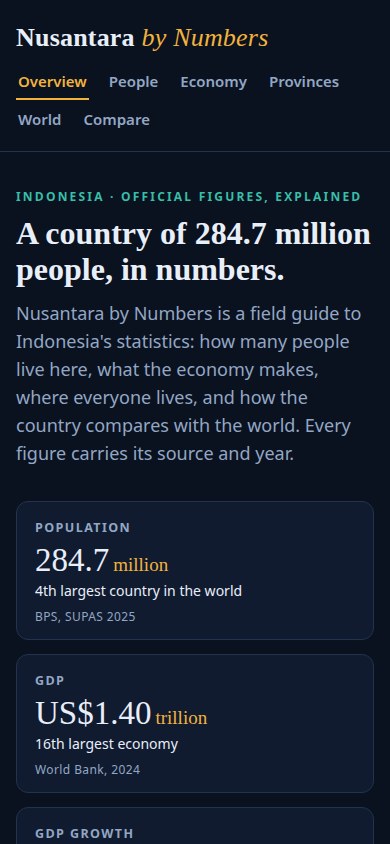 Nusantara by Numbers
Overview People Economy Provinces
World Compare
INDONESIA · OFFICIAL FIGURES, EXPLAINED
A country of 284.7 million
people, in numbers.
Nusantara by Numbers is a field guide to
Indonesia's statistics: how many people
live here, what the economy makes,
where everyone lives, and how the
country compares with the world. Every
figure carries its source and year.
POPULATION
284.7 million
4th largest country in the world
BPS, SUPAS 2025
GDP
US$1.40 trillion
16th largest economy
World Bank, 2024
GDP GROWTH